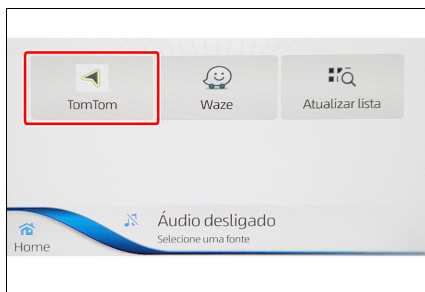 TomTom
Waze
Atualizar lista
Áudio desligado
Selecione uma fonte
Home